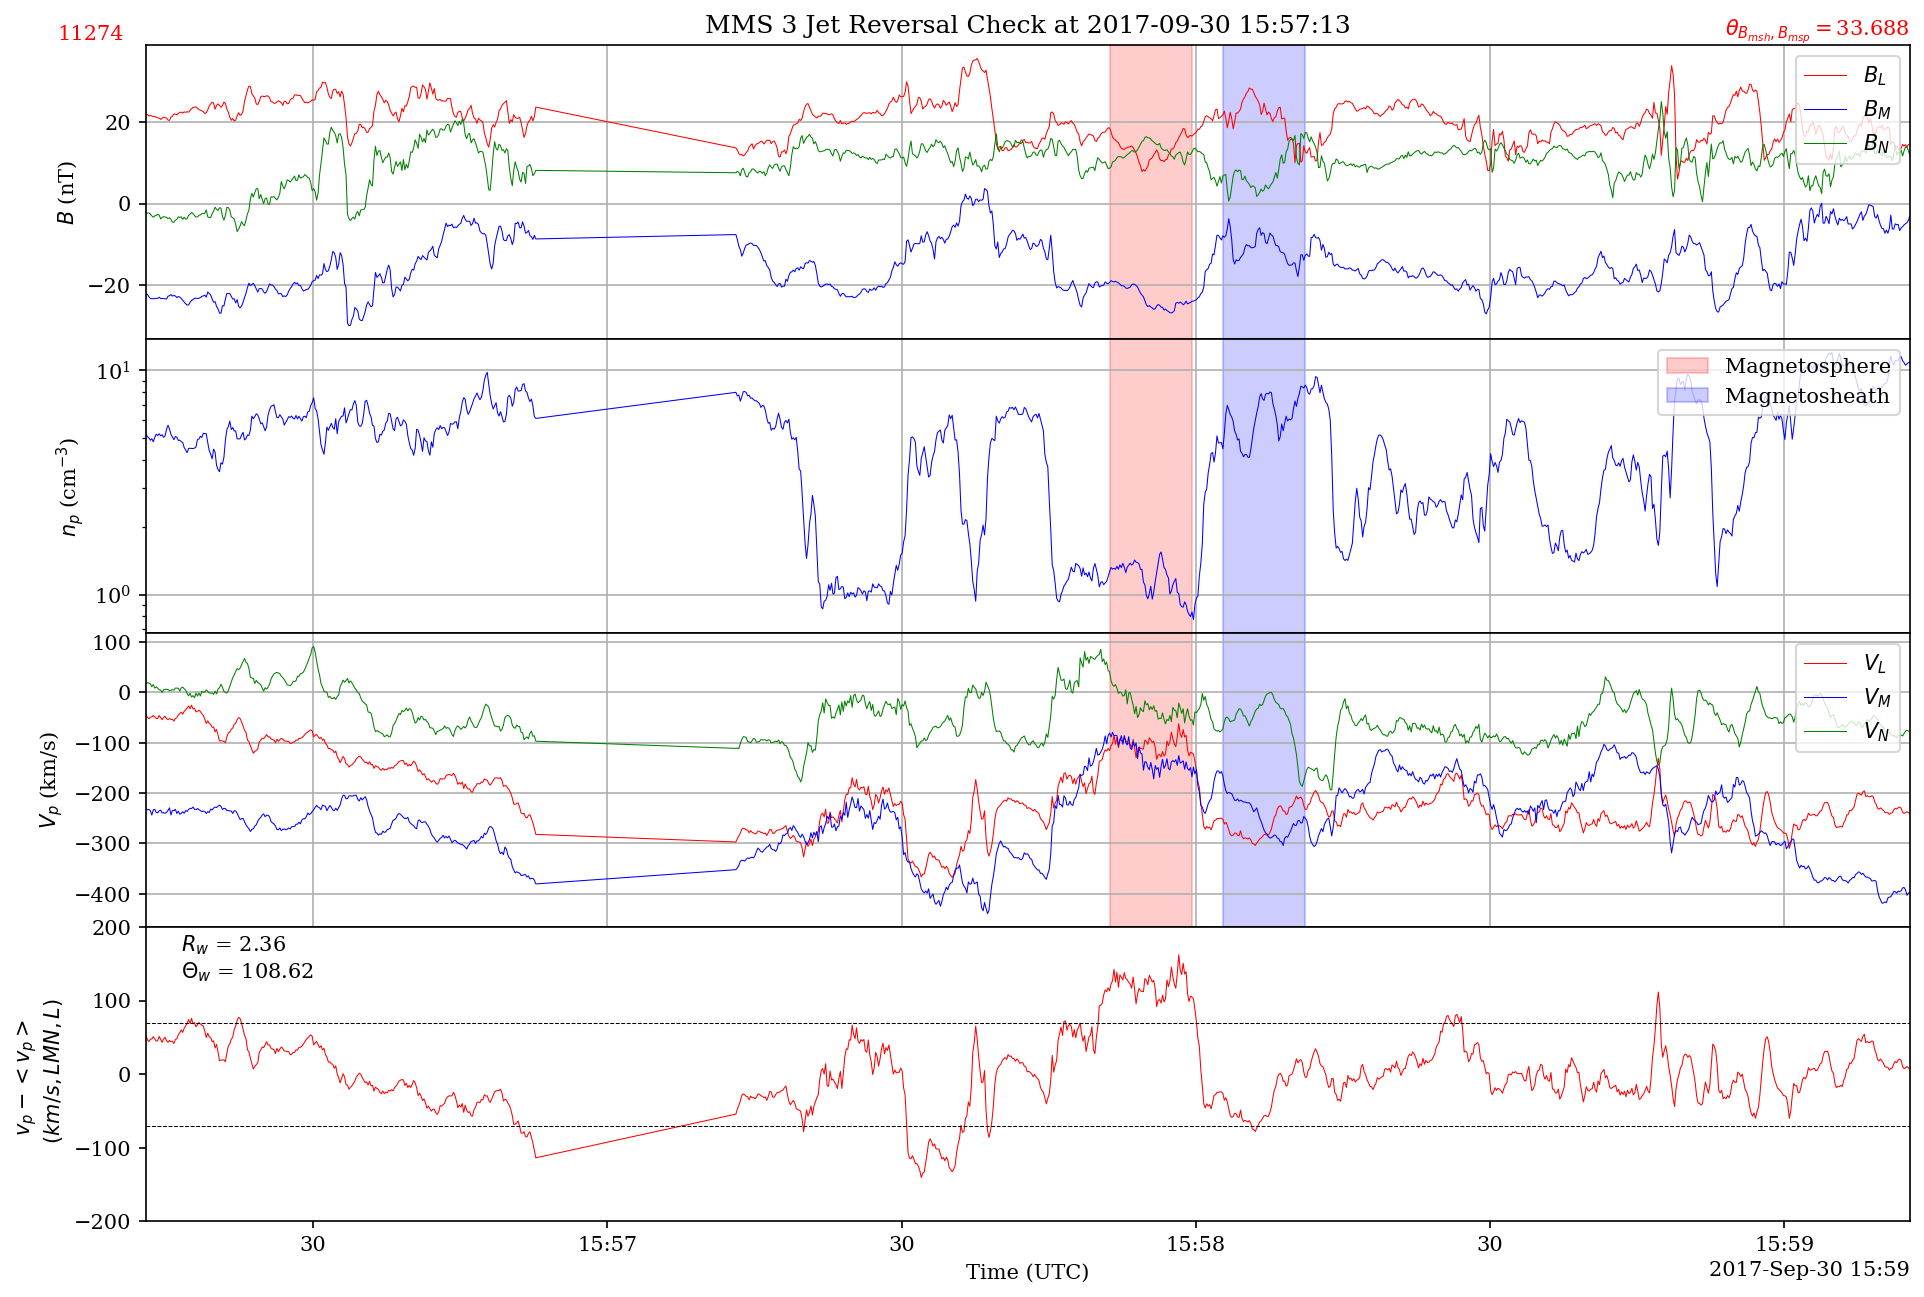 MMS 3 Jet Reversal Check at 2017-09-30 15:57:13
11274
θ_{B_{msh}, B_{msp}} = 33.688
B (nT)
20
0
−20
B_L
B_M
B_N
n_p (cm^{−3})
10^1
10^0
Magnetosphere
Magnetosheath
V_p (km/s)
100
0
−100
−200
−300
−400
V_L
V_M
V_N
v_p − < v_p >
(km/s, LMN, L)
200
100
0
−100
−200
R_w = 2.36
Θ_w = 108.62
30
15:57
30
15:58
30
15:59
Time (UTC)
2017-Sep-30 15:59